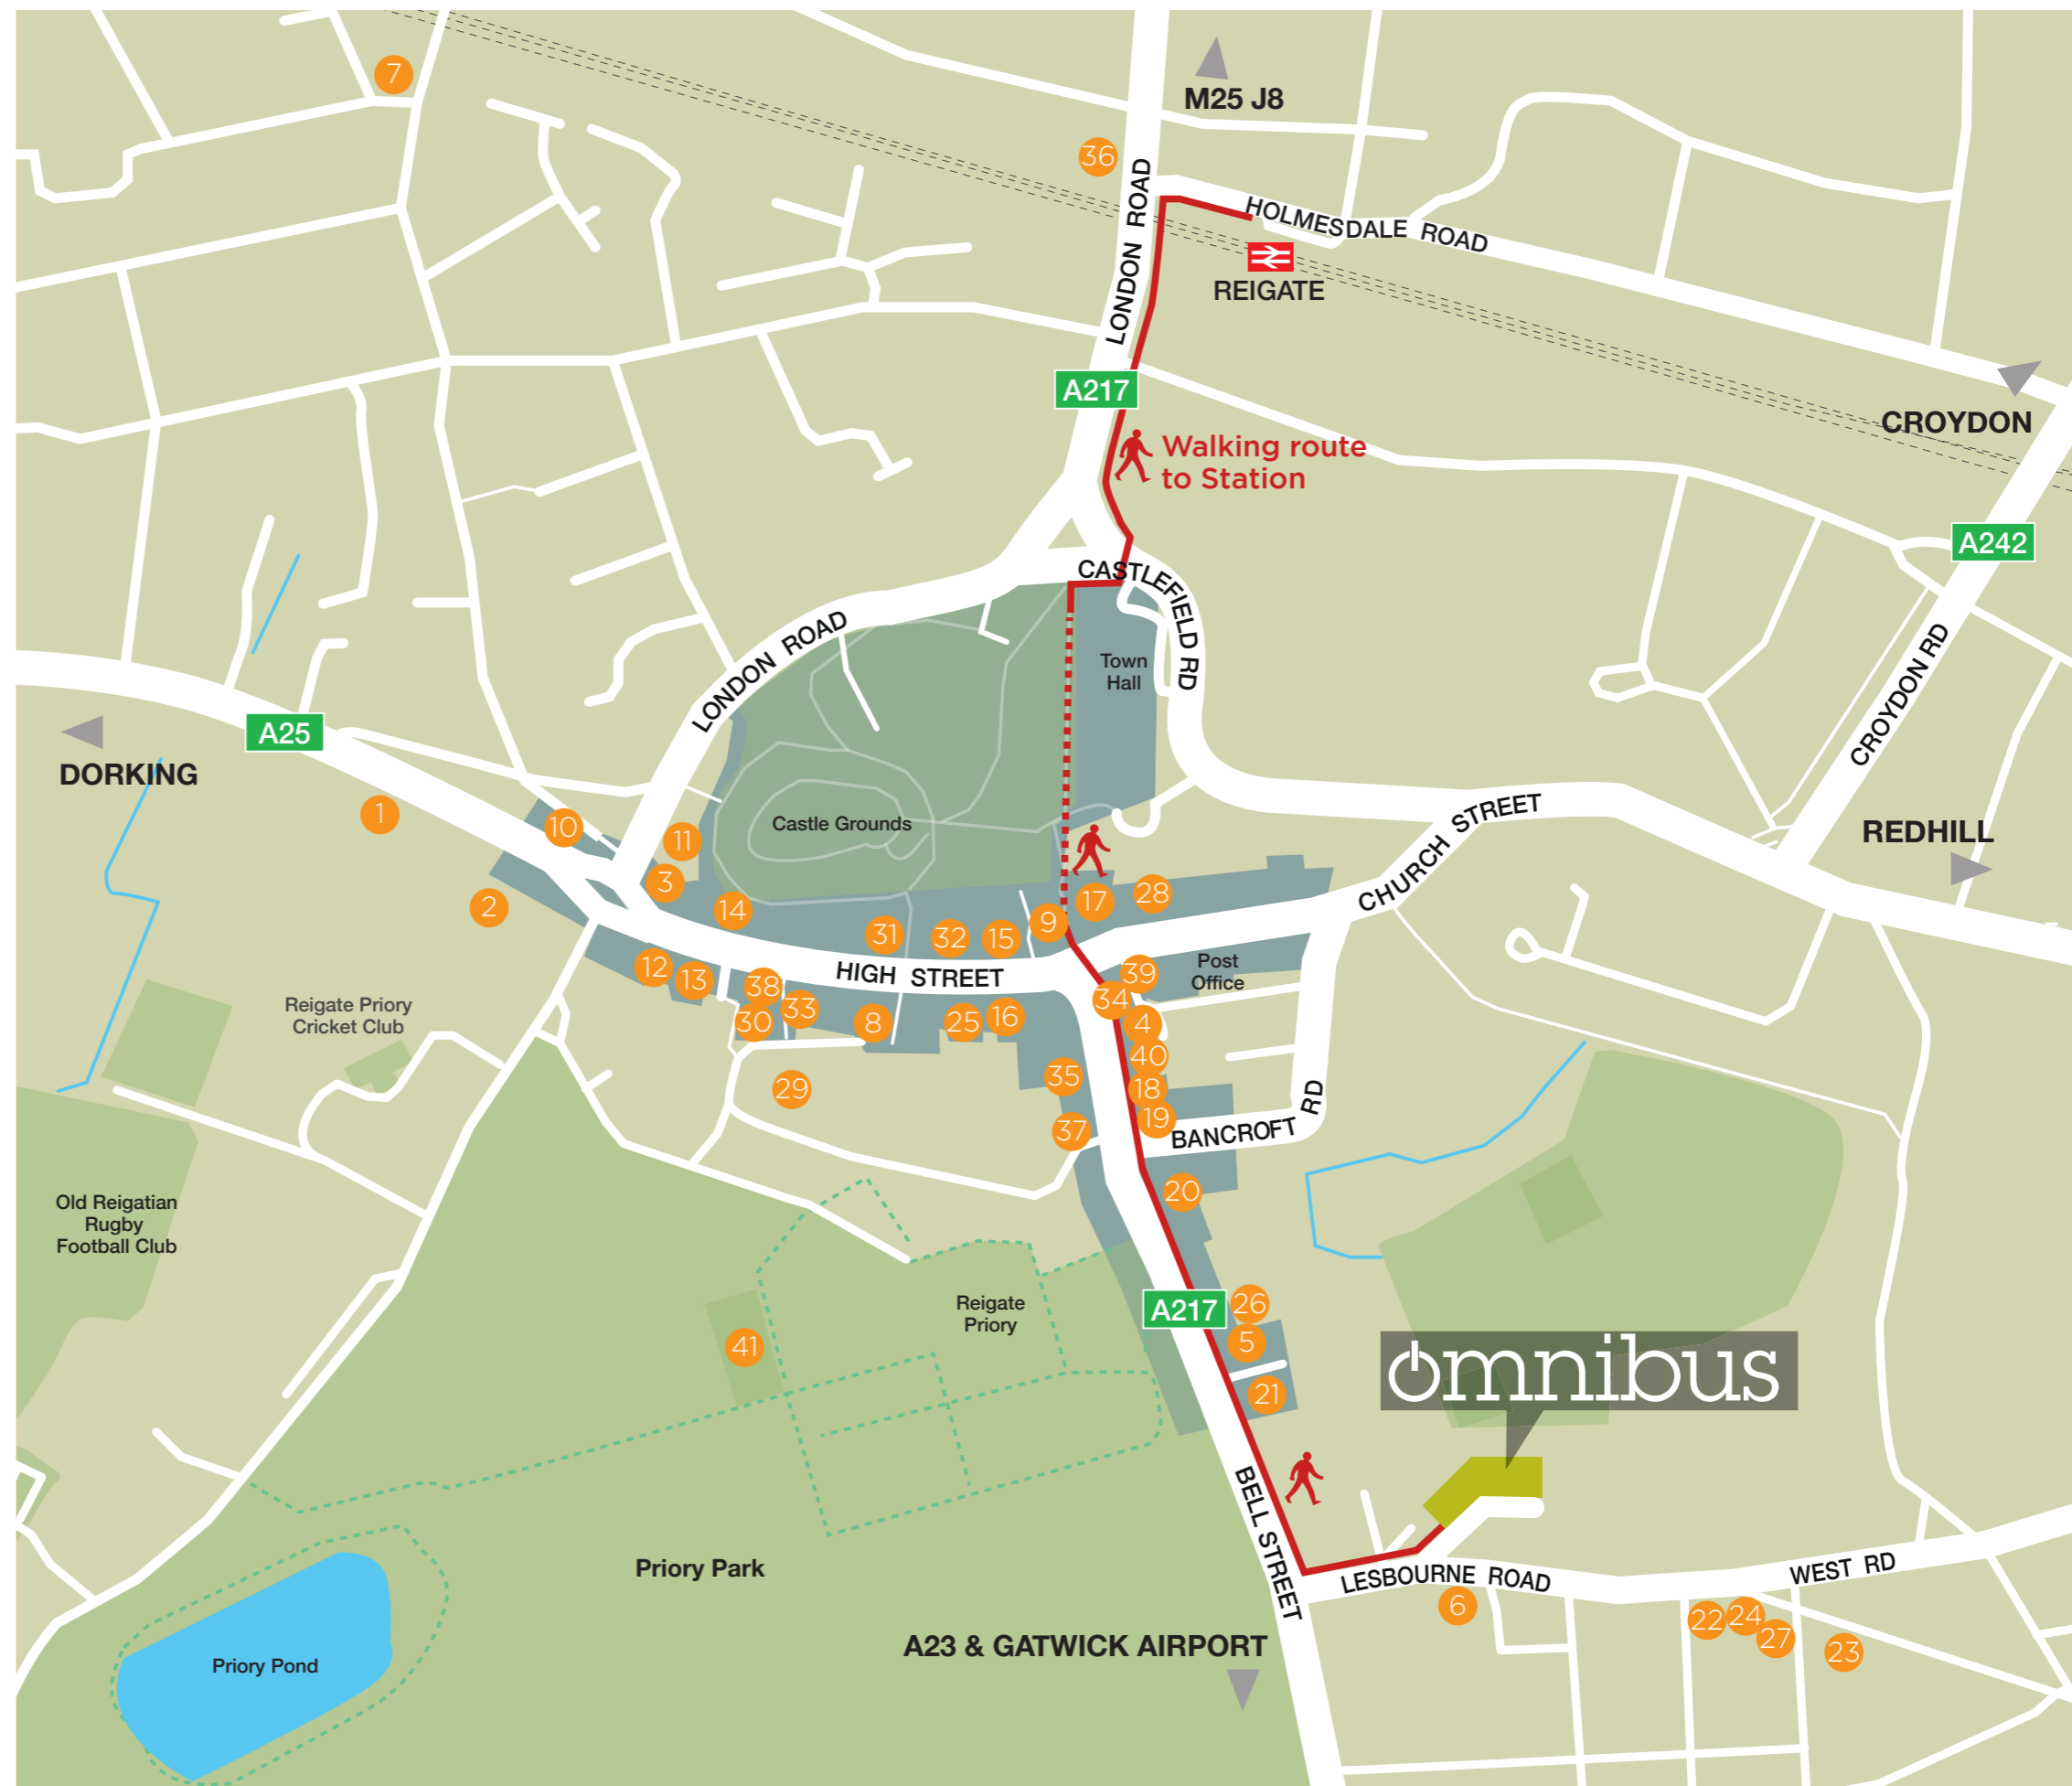 7
M25 J8
36
LONDON ROAD
HOLMESDALE ROAD
REIGATE
A217
CROYDON
Walking route
to Station
A242
CASTLEFIELD RD
LONDON ROAD
Town
Hall
CROYDON RD
A25
DORKING
1
10
11
Castle Grounds
CHURCH STREET
REDHILL
3
2
14
31
32
15
9
17
28
12
13
38
HIGH STREET
39
Post
Office
34
Reigate Priory
Cricket Club
30
33
8
25
16
4
40
35
18
29
19
37
BANCROFT RD
20
Old Reigatian
Rugby
Football Club
Reigate
Priory
A217
26
5
41
21
omnibus
BELL STREET
Priory Park
LESBOURNE ROAD
WEST RD
6
22
24
27
23
A23 & GATWICK AIRPORT
Priory Pond